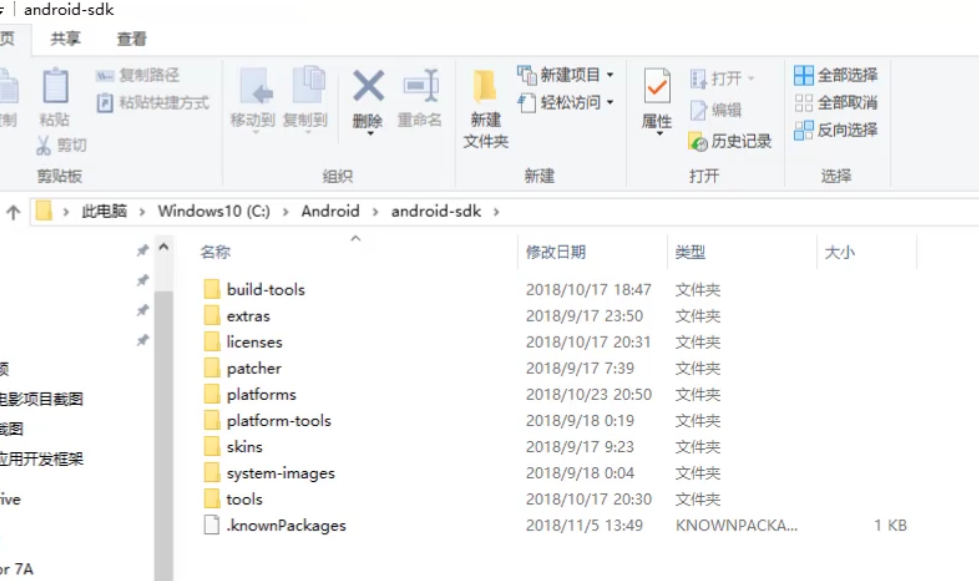 android-sdk
页 共享 查看
复制路径
粘贴快捷方式
粘贴
剪切
剪贴板
移动到 复制到 删除 重命名
组织
新建
文件夹
新建项目
轻松访问
新建
属性
打开
编辑
历史记录
打开
全部选择
全部取消
反向选择
选择
此电脑 › Windows10 (C:) › Android › android-sdk ›
名称 修改日期 类型 大小
build-tools 2018/10/17 18:47 文件夹
extras 2018/9/17 23:50 文件夹
licenses 2018/10/17 20:31 文件夹
patcher 2018/9/17 7:39 文件夹
platforms 2018/10/23 20:50 文件夹
platform-tools 2018/9/18 0:19 文件夹
skins 2018/9/17 9:23 文件夹
system-images 2018/9/18 0:04 文件夹
tools 2018/10/17 20:30 文件夹
.knownPackages 2018/11/5 13:49 KNOWNPACKA... 1 KB
电影项目截图
截图
应用开发框架
ive
or 7A